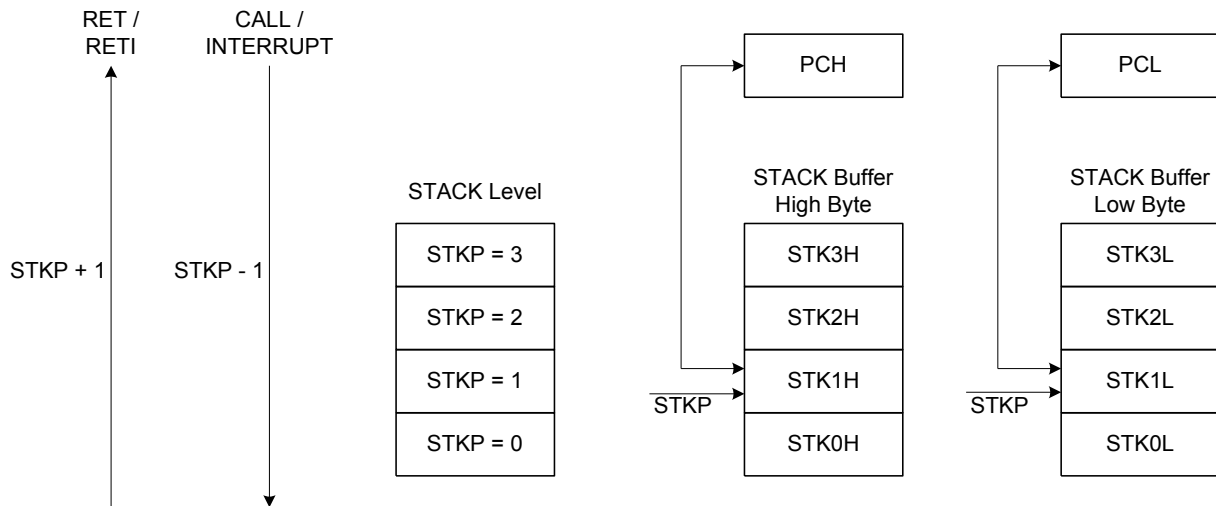 RET /
RETI
CALL /
INTERRUPT
PCH
PCL
STACK Level
STACK Buffer
High Byte
STACK Buffer
Low Byte
STKP + 1
STKP - 1
STKP = 3
STK3H
STK3L
STKP = 2
STK2H
STK2L
STKP = 1
STK1H
STK1L
STKP
STKP
STKP = 0
STK0H
STK0L